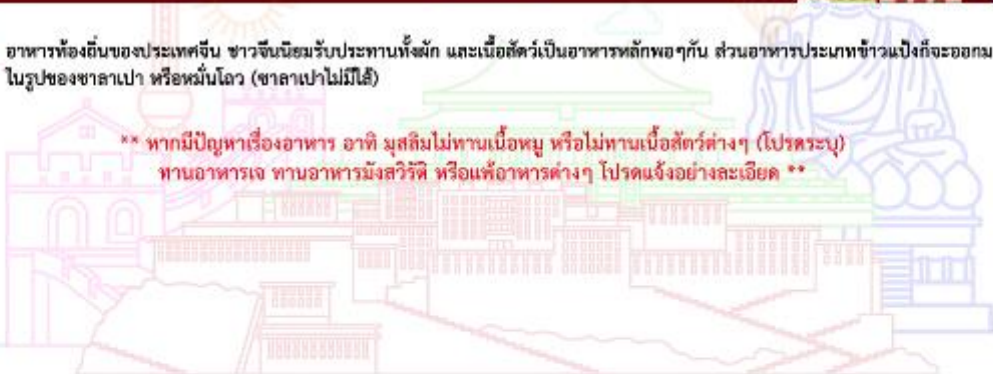 อาหารท้องถิ่นของประเทศจีน ชาวจีนนิยมรับประทานทั้งผัก และเนื้อสัตว์เป็นอาหารหลักพอๆกัน ส่วนอาหารประเภทข้าวแป้งก็จะออกม
ในรูปของซาลาเปา หรือหมั่นโถว (ซาลาเปาไม่มีไส้)
** หากมีปัญหาเรื่องอาหาร อาทิ มุสลิมไม่ทานเนื้อหมู หรือไม่ทานเนื้อสัตว์ต่างๆ (โปรดระบุ)
ทานอาหารเจ ทานอาหารมังสวิรัติ หรือแพ้อาหารต่างๆ โปรดแจ้งอย่างละเอียด **